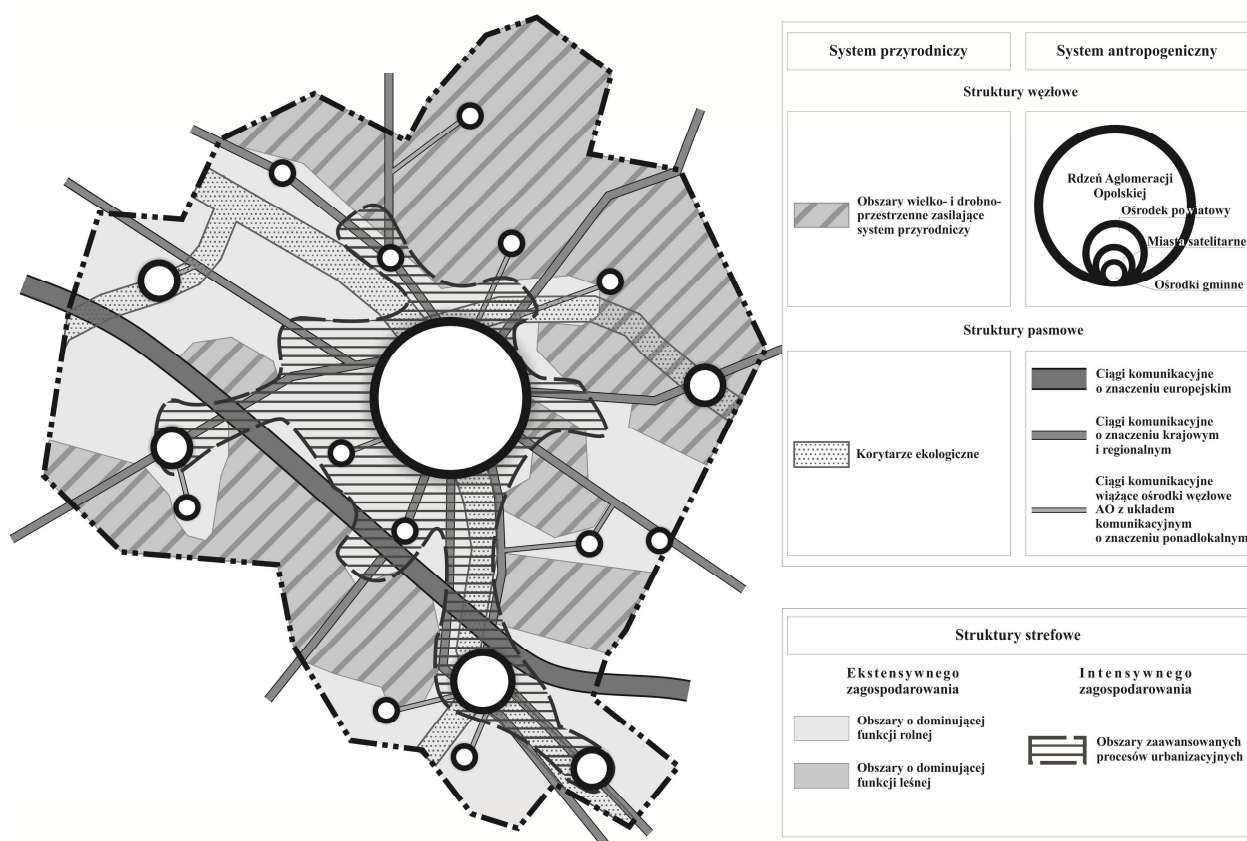 System przyrodniczy
System antropogeniczny
Struktury węzłowe
Obszary wielko- i drobno-
przestrzenne zasilające
system przyrodniczy
Rdzeń Aglomeracji
Opolskiej
Ośrodek powiatowy
Miasta satelitarne
Ośrodki gminne
Struktury pasmowe
Korytarze ekologiczne
Ciągi komunikacyjne
o znaczeniu europejskim
Ciągi komunikacyjne
o znaczeniu krajowym
i regionalnym
Ciągi komunikacyjne
wiążące ośrodki węzłowe
AO z układem
komunikacyjnym
o znaczeniu ponadlokalnym
Struktury strefowe
Ekstensywnego
zagospodarowania
Intensywnego
zagospodarowania
Obszary o dominującej
funkcji rolnej
Obszary o dominującej
funkcji leśnej
Obszary zaawansowanych
procesów urbanizacyjnych